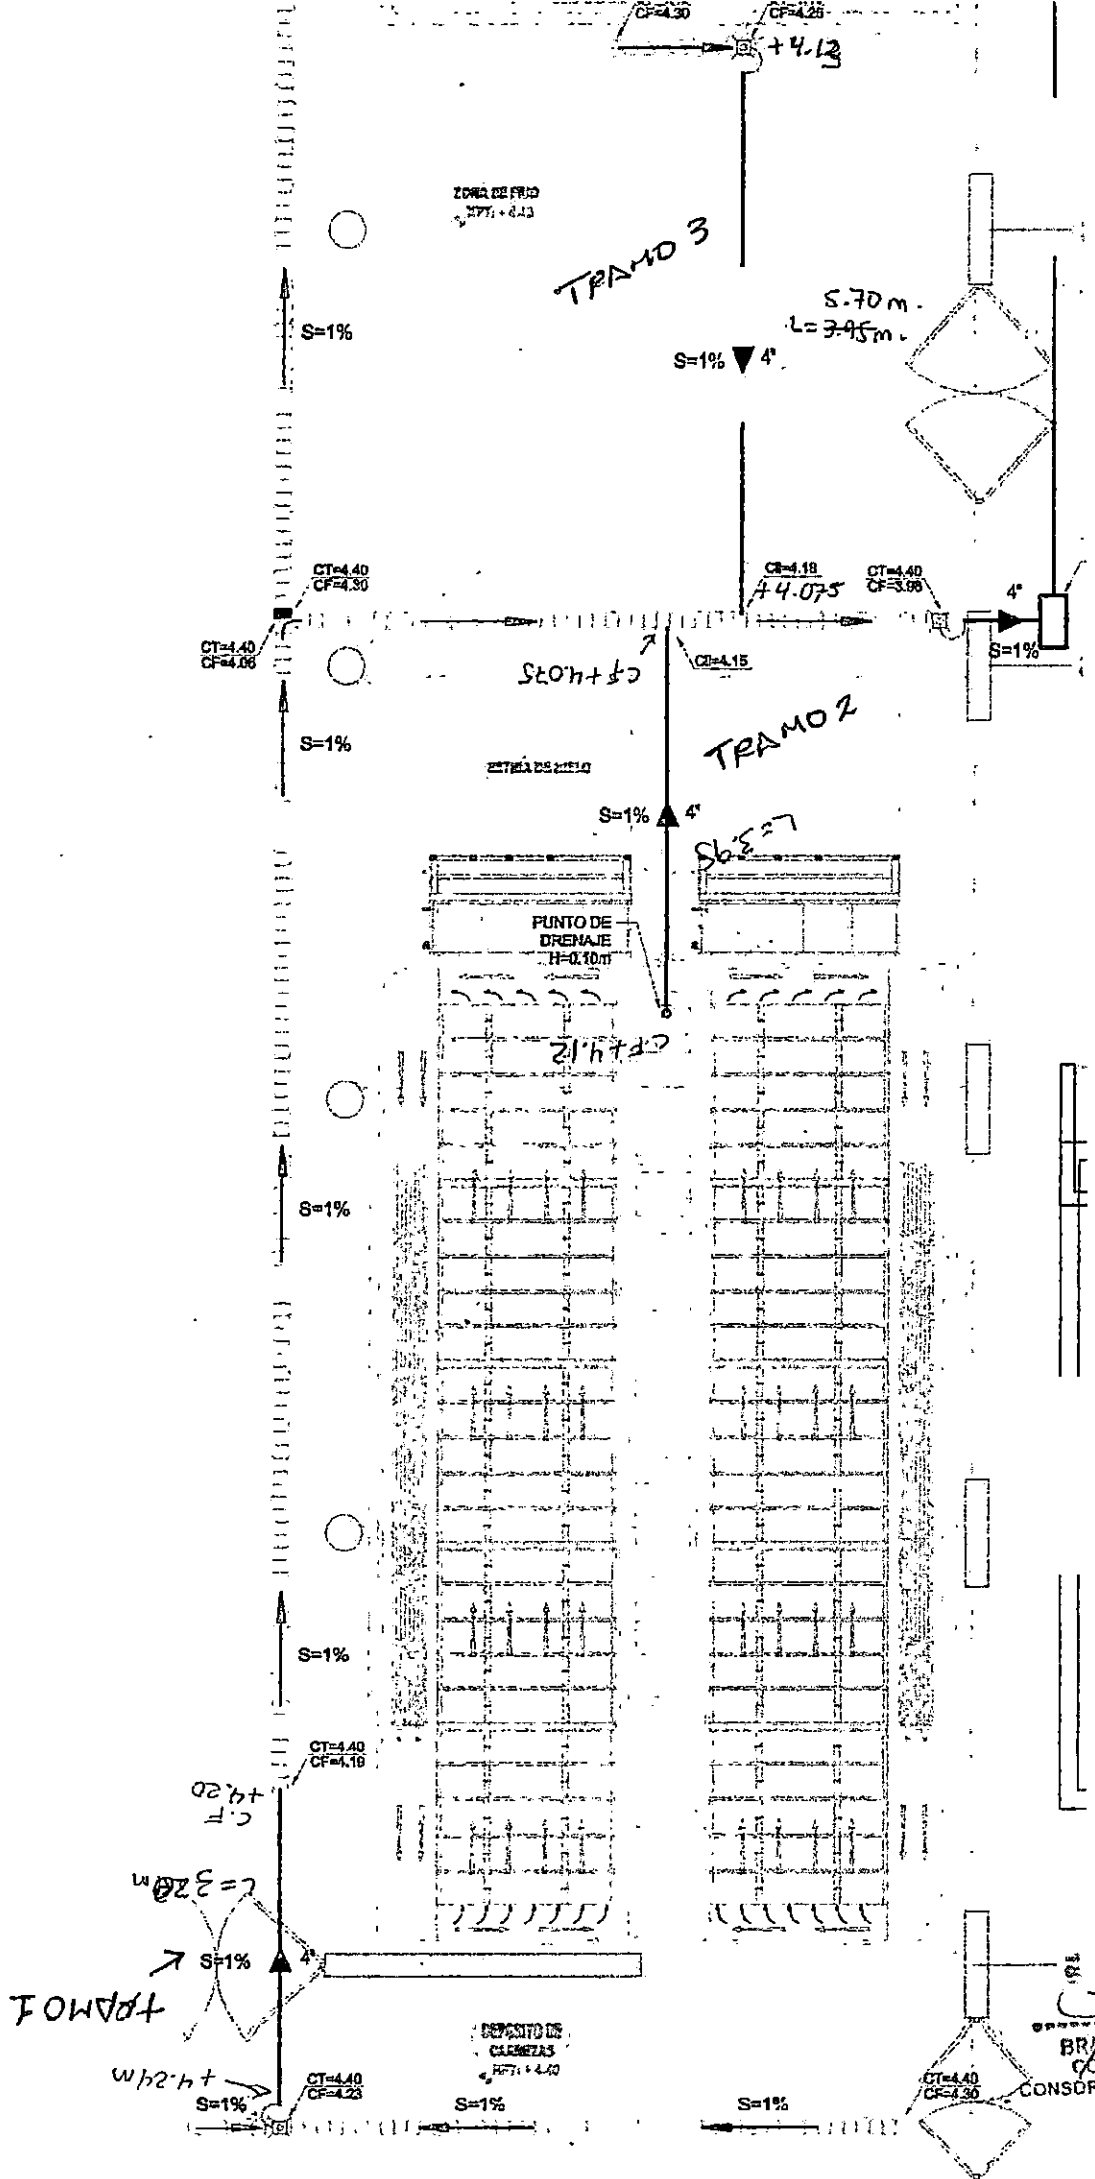 CF=4.30
CF=4.25
+4.13
ZONA DE FRIO
TRAMO 3
5.70 m.
L=3.95m.
S=1%
S=1% 4"
CT=4.40
CF=4.30
CF=4.18
+4.075
CT=4.40
CF=3.98
4"
S=1%
CT=4.40
CF=4.06
CF+4.075
CF=4.15
TRAMO 2
S=1%
S=1% 4"
L=3.95
PUNTO DE
DRENAJE
H=0.10m
CF+4.12
S=1%
S=1%
CT=4.40
CF=4.19
C.F
+4.20
S=1% 4"
TRAMO 1
DEPOSITO DE
NPT: +4.40
+4.24m
CT=4.40
CF=4.23
S=1%
S=1%
S=1%
CT=4.40
CF=4.30
CONSOR